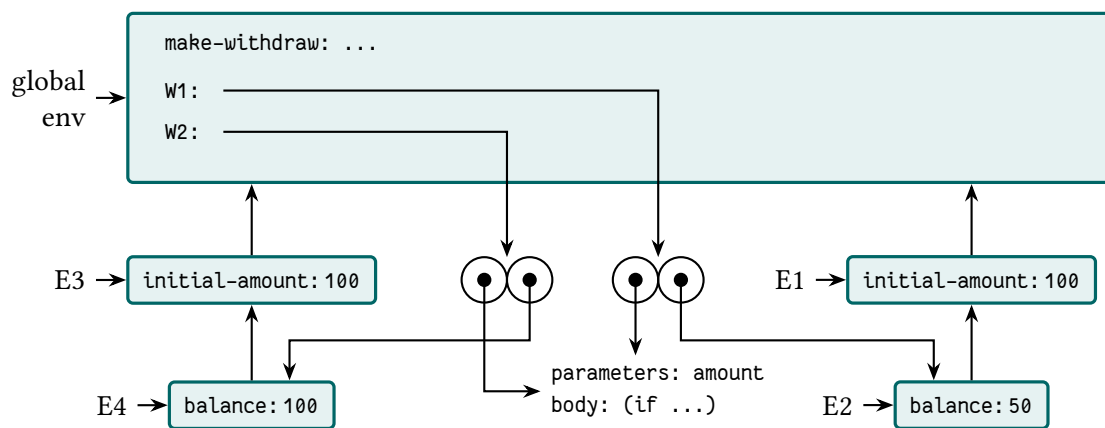 make-withdraw: ...
global
env
W1:
W2:
E3
initial-amount: 100
E1
initial-amount: 100
parameters: amount
body: (if ...)
E4
balance: 100
E2
balance: 50